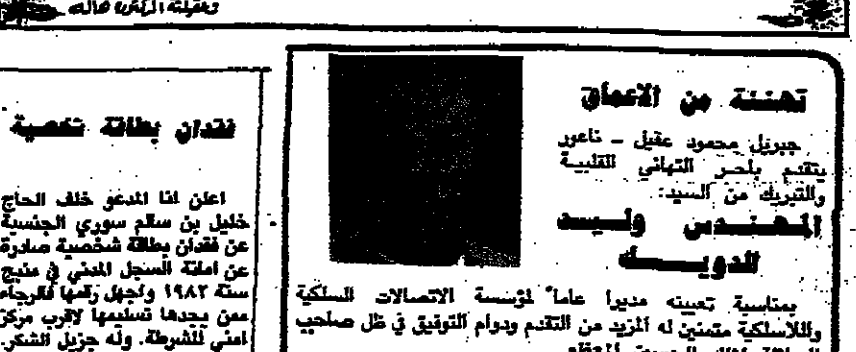 تهنئة من الاعماق
جبريل محمود عقيل - ناعور
يتقدم بأحر التهاني القلبية
والتبريك من السيد:
المهندس وليد
الدويك
بمناسبة تعيينه مديرا عاما لمؤسسة الاتصالات السلكية
واللاسلكية متمنين له المزيد من التقدم ودوام التوفيق في ظل صاحب
فقدان بطاقة شخصية
اعلن انا المدعو خلف الحاج
خليل بن سالم سوري الجنسية
عن فقدان بطاقة شخصية صادرة
عن امانة السجل المدني في منبج
سنة ١٩٨٢ واجهل رقمها فالرجاء
ممن يجدها تسليمها لاقرب مركز
امني للشرطة. وله جزيل الشكر.